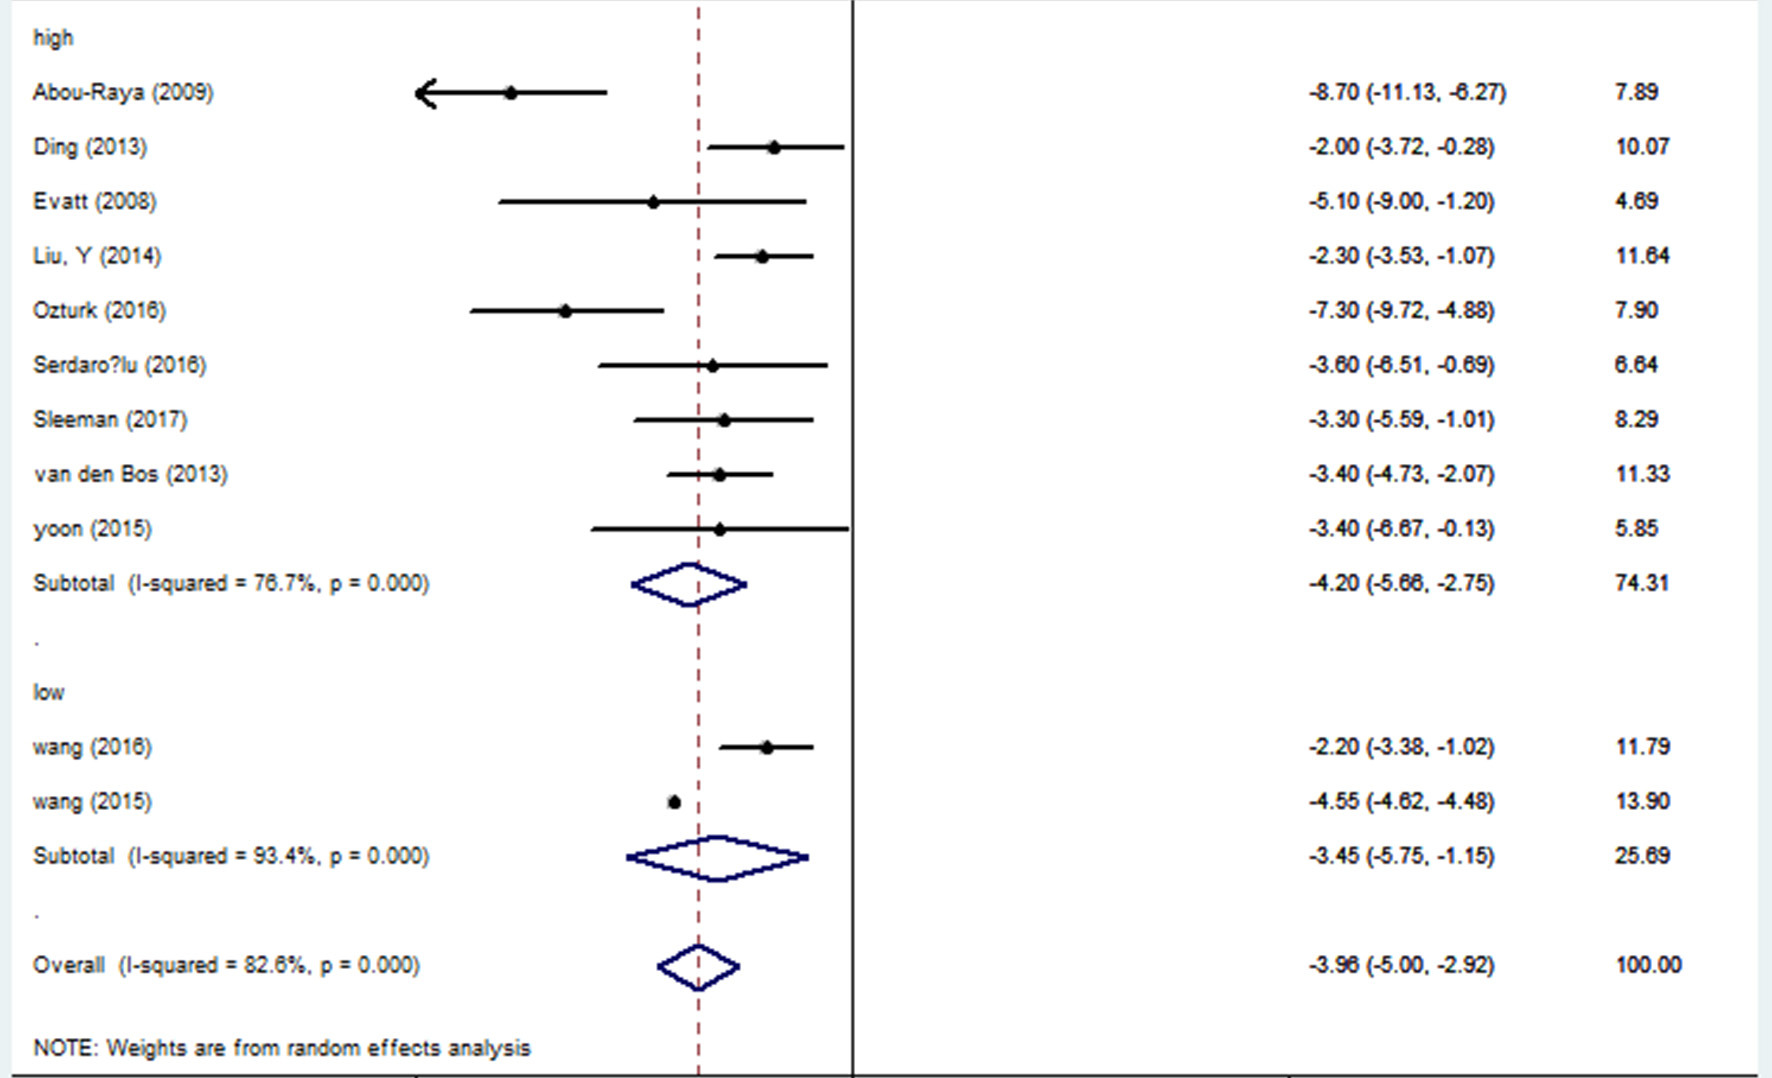 high
Abou-Raya (2009) -8.70 (-11.13, -6.27) 7.89
Ding (2013) -2.00 (-3.72, -0.28) 10.07
Evatt (2008) -5.10 (-9.00, -1.20) 4.69
Liu, Y (2014) -2.30 (-3.53, -1.07) 11.64
Ozturk (2016) -7.30 (-9.72, -4.88) 7.90
Serdaro?lu (2016) -3.60 (-6.51, -0.69) 6.64
Sleeman (2017) -3.30 (-5.59, -1.01) 8.29
van den Bos (2013) -3.40 (-4.73, -2.07) 11.33
yoon (2015) -3.40 (-6.67, -0.13) 5.85
Subtotal (I-squared = 76.7%, p = 0.000) -4.20 (-5.66, -2.75) 74.31
.
low
wang (2016) -2.20 (-3.38, -1.02) 11.79
wang (2015) -4.55 (-4.62, -4.48) 13.90
Subtotal (I-squared = 93.4%, p = 0.000) -3.45 (-5.75, -1.15) 25.69
.
Overall (I-squared = 82.6%, p = 0.000) -3.96 (-5.00, -2.92) 100.00
NOTE: Weights are from random effects analysis